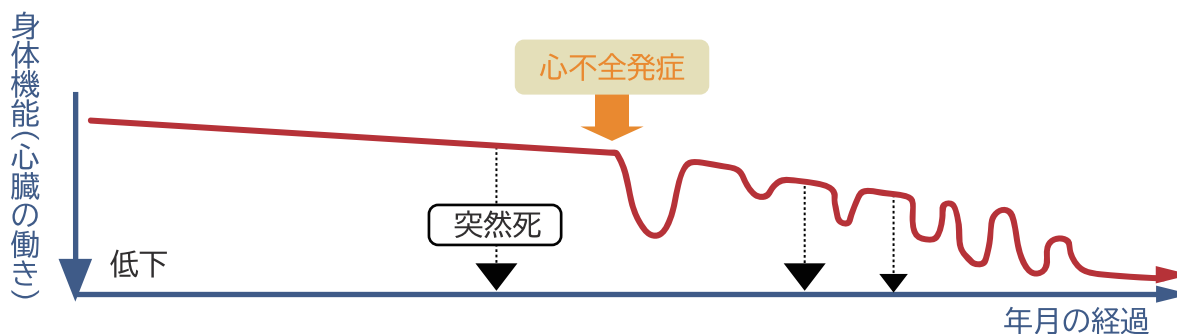 身体機能(心臓の働き)
心不全発症
突然死
低下
年月の経過